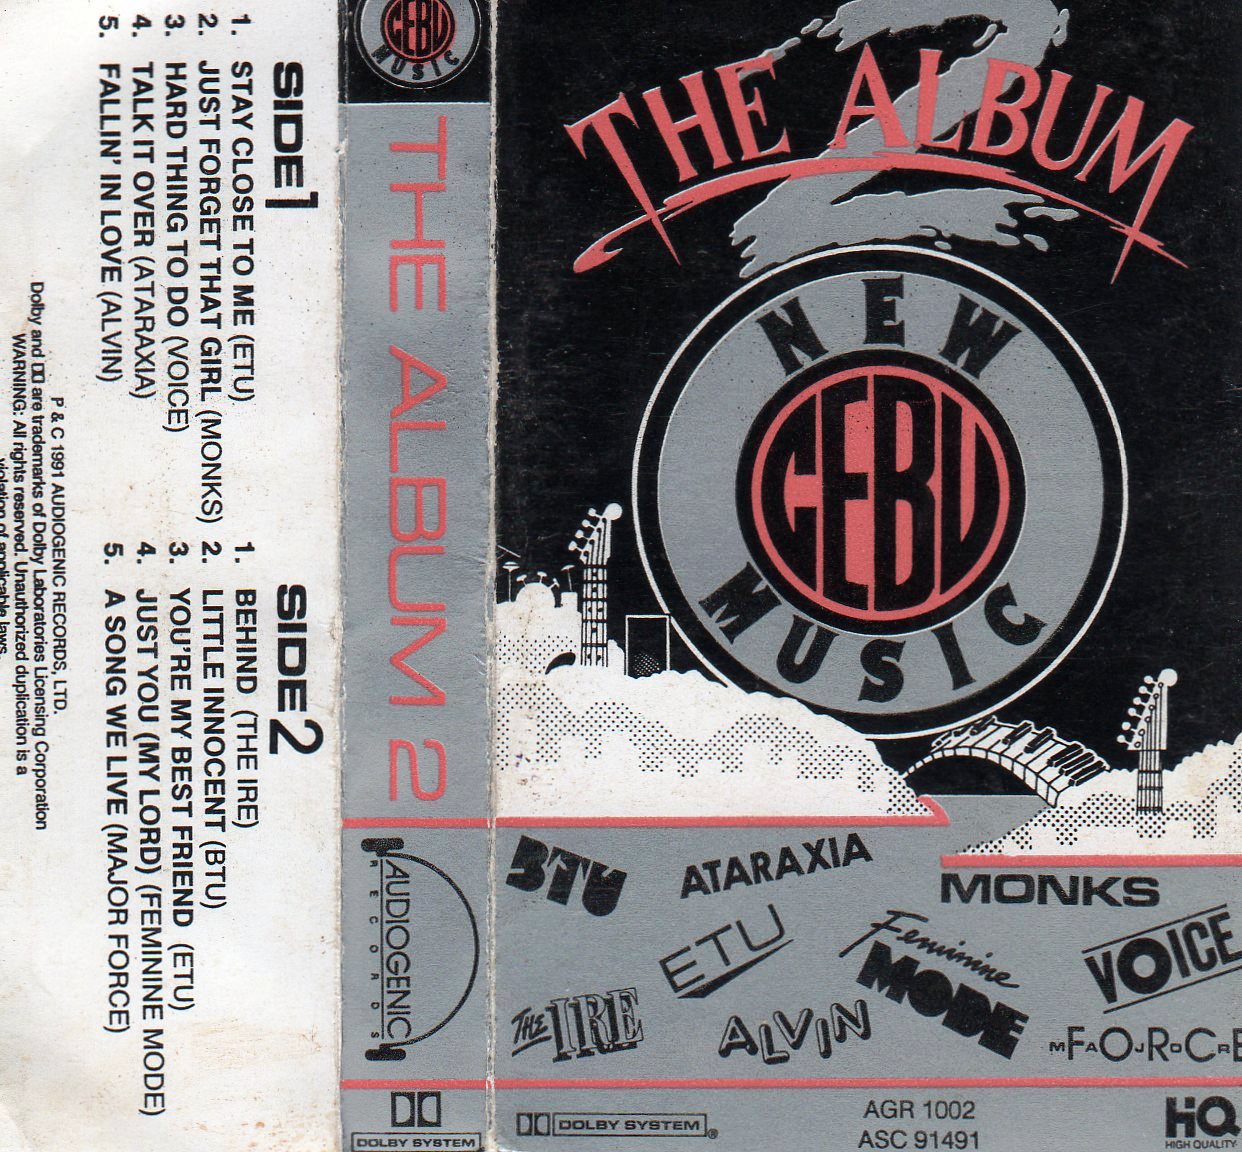 SIDE 1
1. STAY CLOSE TO ME (ETU)
2. JUST FORGET THAT GIRL (MONKS)
3. HARD THING TO DO (VOICE)
4. TALK IT OVER (ATARAXIA)
5. FALLIN' IN LOVE (ALVIN)
SIDE 2
1. BEHIND (THE IRE)
2. LITTLE INNOCENT (BTU)
3. YOU'RE MY BEST FRIEND (ETU)
4. JUST YOU (MY LORD) (FEMININE MODE)
5. A SONG WE LIVE (MAJOR FORCE)
P & C 1991 AUDIOGENIC RECORDS, LTD.
Dolby and are trademarks of Dolby Laboratories Licensing Corporation
WARNING: All rights reserved. Unauthorized duplication is a
violation of applicable laws.
CEBU
MUSIC
THE ALBUM 2
AUDIOGENIC
RECORDS
DOLBY SYSTEM
THE ALBUM
2
NEW
CEBU
MUSIC
BTU
ATARAXIA
MONKS
ETU
Feminine
MODE
VOICE
THE IRE
ALVIN
MAJOR FORCE
DOLBY SYSTEM®
AGR 1002
ASC 91491
HQ
HIGH QUALITY